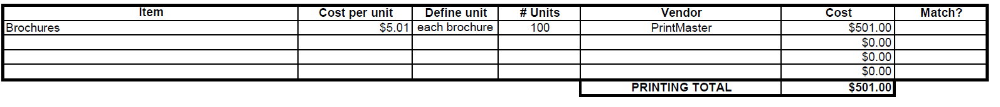 Item Cost per unit Define unit # Units Vendor Cost Match?
Brochures $5.01 each brochure 100 PrintMaster $501.00
$0.00
$0.00
$0.00
PRINTING TOTAL $501.00